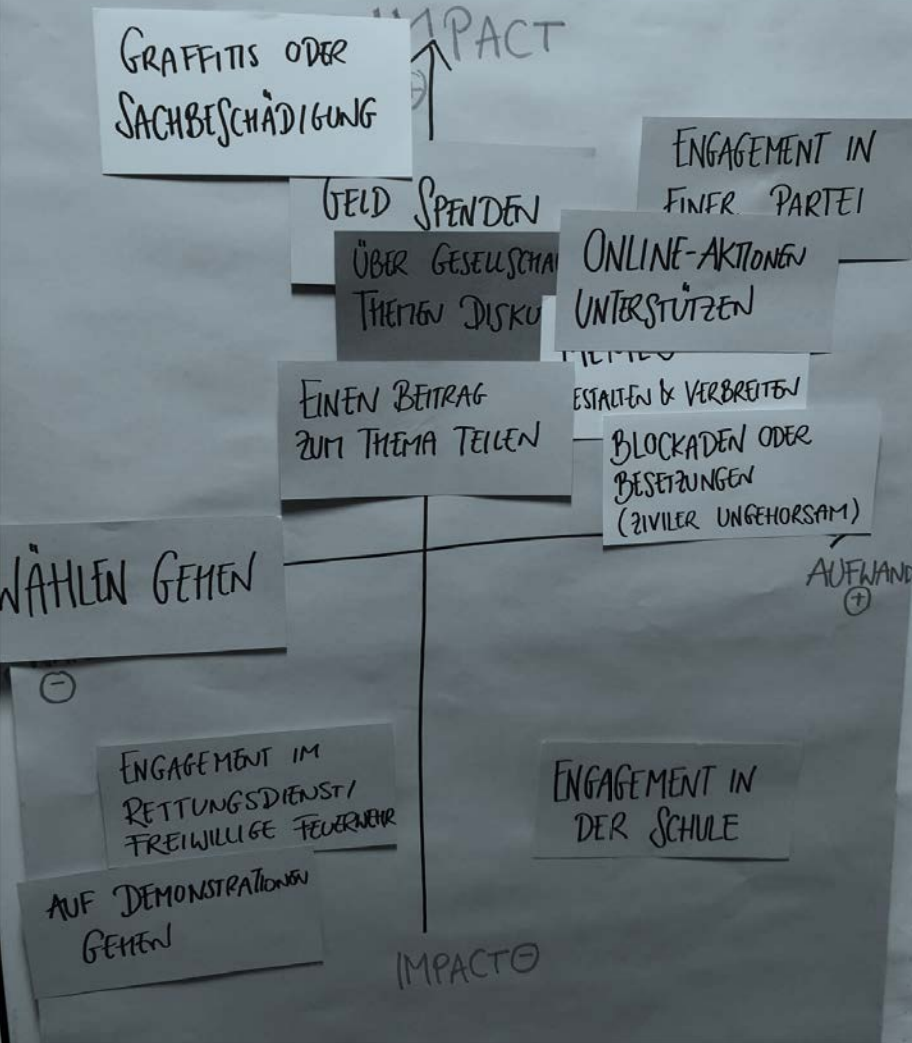 IMPACT
GRAFFITIS ODER
SACHBESCHÄDIGUNG
ENGAGEMENT IN
EINER PARTEI
GELD SPENDEN
ÜBER GESELLSCHA
THEMEN DISKU
ONLINE-AKTIONEN
UNTERSTÜTZEN
ESTALTEN & VERBREITEN
EINEN BEITRAG
ZUM THEMA TEILEN
BLOCKADEN ODER
BESETZUNGEN
(ZIVILER UNGEHORSAM)
WÄHLEN GEHEN
AUFWAND
+
-
ENGAGEMENT IM
RETTUNGSDIENST/
FREIWILLIGE FEUERWEHR
ENGAGEMENT IN
DER SCHULE
AUF DEMONSTRATIONEN
GEHEN
IMPACT -